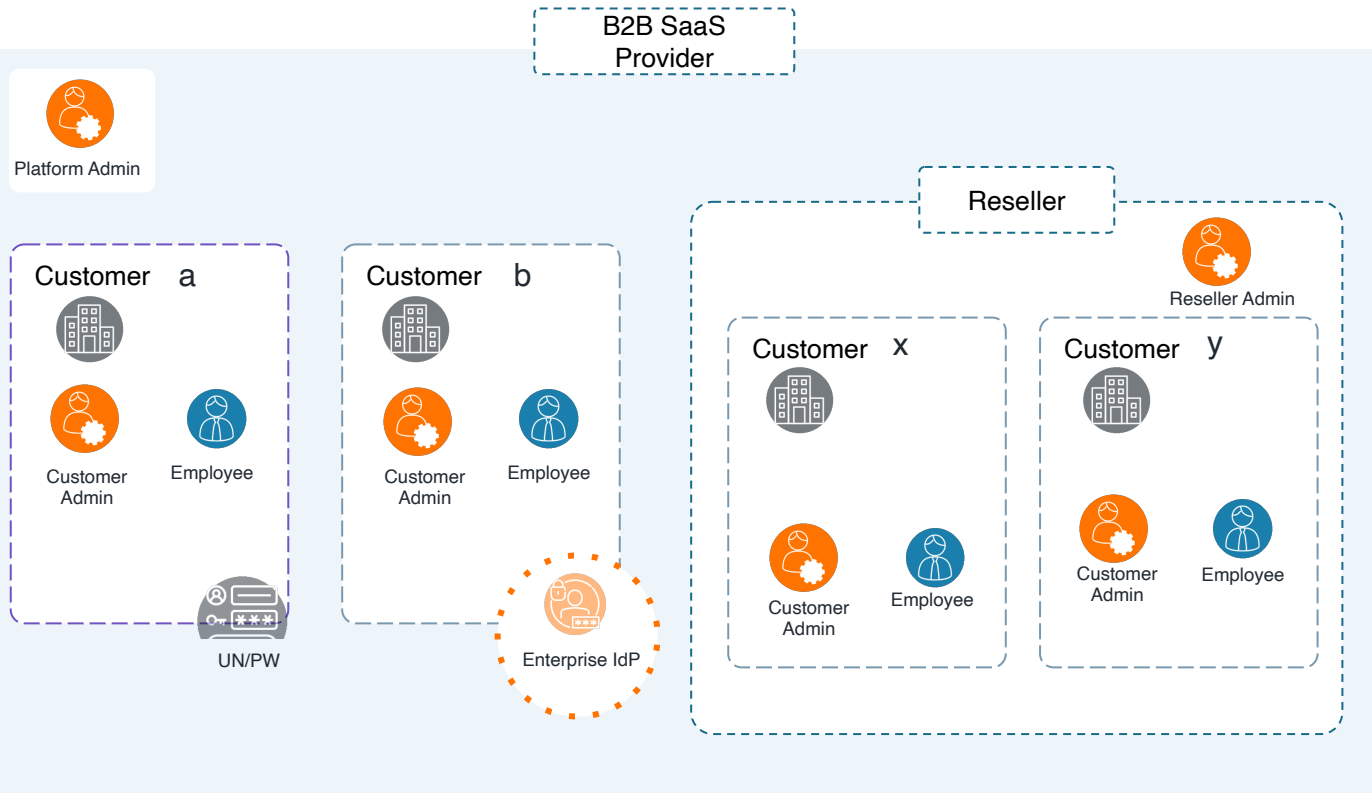 B2B SaaS
Provider
Platform Admin
Reseller
Reseller Admin
Customer a
Customer
Admin
Employee
UN/PW
Customer b
Customer
Admin
Employee
***
Enterprise IdP
Customer x
Customer
Admin
Employee
Customer y
Customer
Admin
Employee